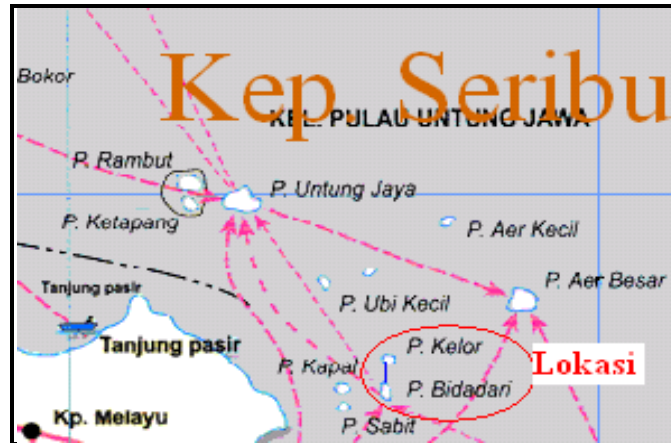 Kep. Seribu
Bokor
KEL. PULAU UNTUNG JAWA
P. Rambut
P. Untung Jaya
P. Ketapang
P. Aer Kecil
Tanjung pasir
P. Ubi Kecil
P. Aer Besar
Tanjung pasir
P. Kelor
P. Kapal
Lokasi
P. Bidadari
Kp. Melayu
P. Sabit